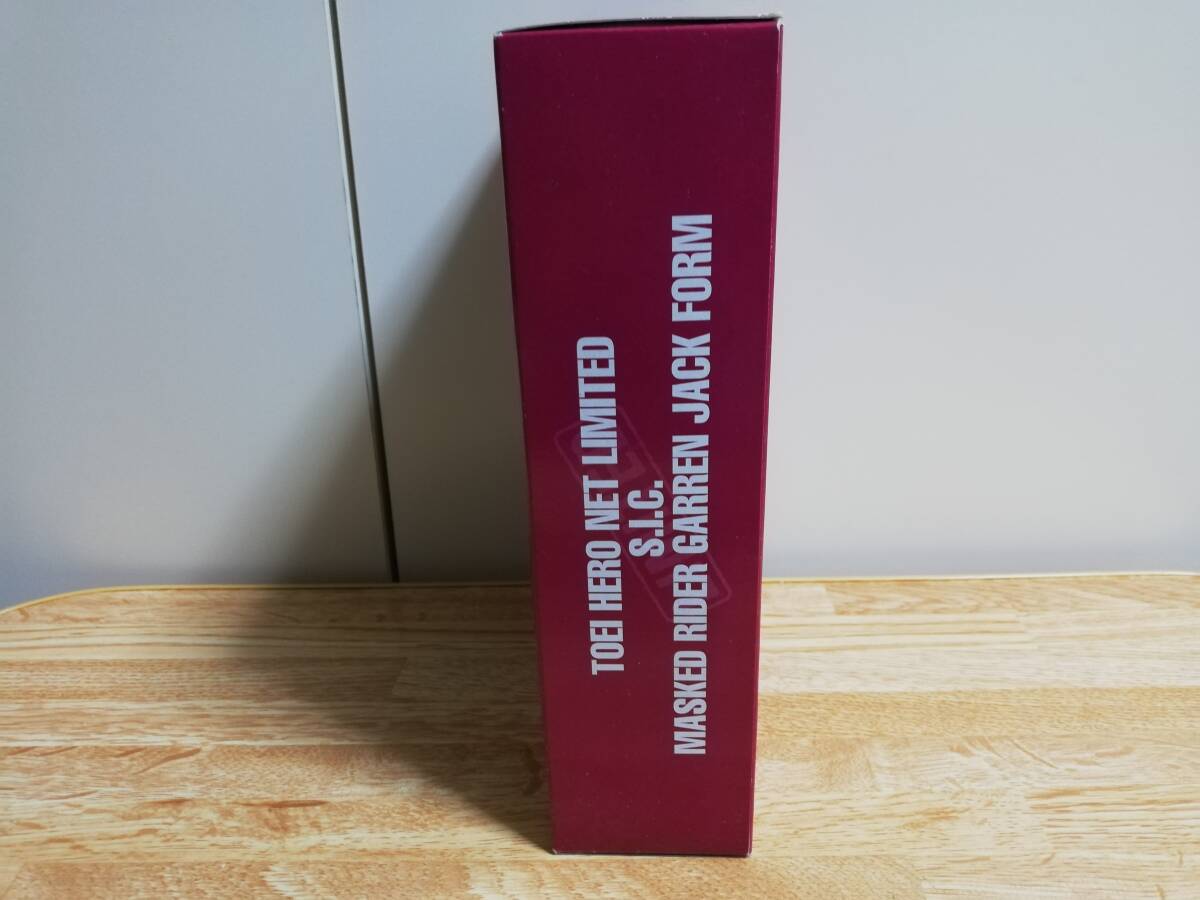 TOEI HERO NET LIMITED
S.I.C.
MASKED RIDER GARREN JACK FORM